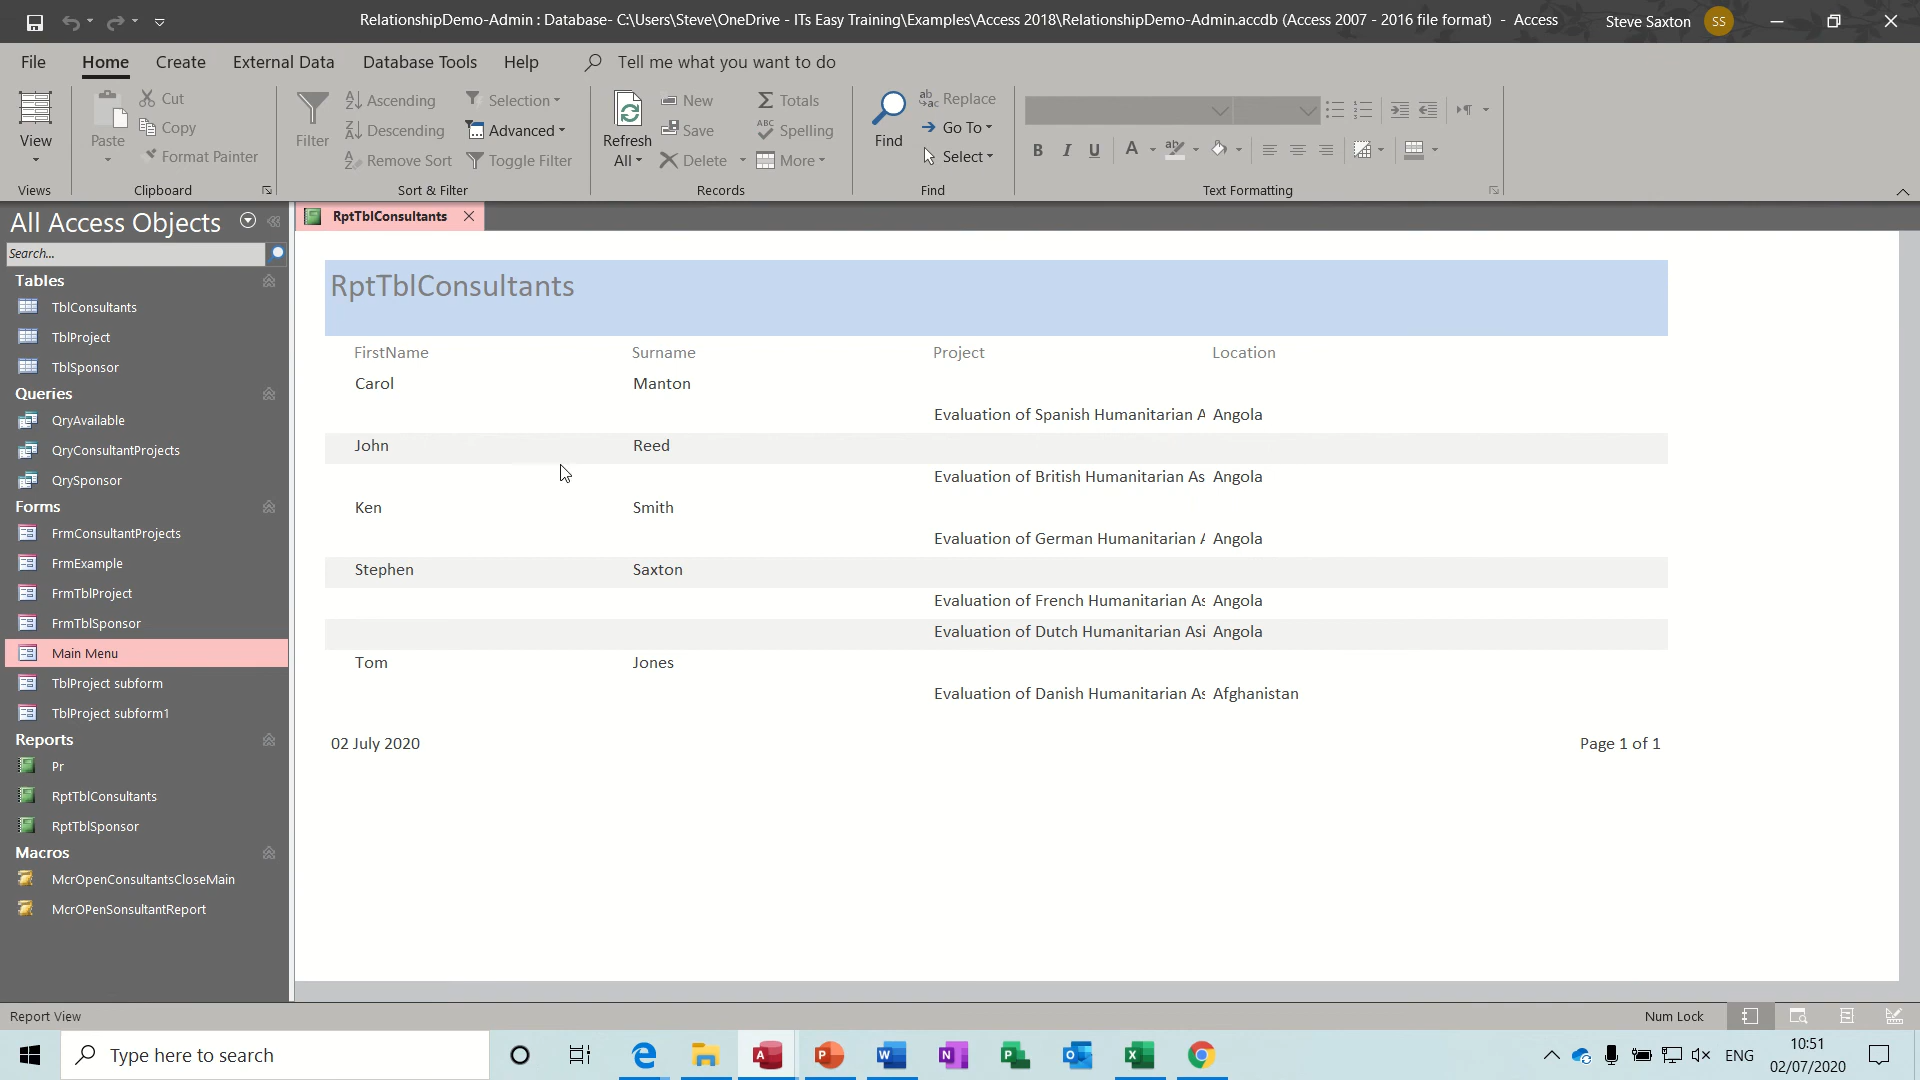 RelationshipDemo-Admin : Database- C:\Users\Steve\OneDrive - ITs Easy Training\Examples\Access 2018\RelationshipDemo-Admin.accdb (Access 2007 - 2016 file format) - Access
Steve Saxton
SS
File
Home
Create
External Data
Database Tools
Help
Tell me what you want to do
View
Views
Paste
Cut
Copy
Format Painter
Clipboard
Filter
Ascending
Descending
Remove Sort
Selection
Advanced
Toggle Filter
Sort & Filter
Refresh
All
New
Save
Delete
Totals
Spelling
More
Records
Find
Replace
Go To
Select
Find
B I U A
Text Formatting
All Access Objects
Search...
Tables
TblConsultants
TblProject
TblSponsor
Queries
QryAvailable
QryConsultantProjects
QrySponsor
Forms
FrmConsultantProjects
FrmExample
FrmTblProject
FrmTblSponsor
Main Menu
TblProject subform
TblProject subform1
Reports
Pr
RptTblConsultants
RptTblSponsor
Macros
McrOpenConsultantsCloseMain
McrOPenSonsultantReport
RptTblConsultants
RptTblConsultants
FirstName Surname Project Location
Carol Manton
Evaluation of Spanish Humanitarian A Angola
John Reed
Evaluation of British Humanitarian As Angola
Ken Smith
Evaluation of German Humanitarian Angola
Stephen Saxton
Evaluation of French Humanitarian As Angola
Evaluation of Dutch Humanitarian Asi Angola
Tom Jones
Evaluation of Danish Humanitarian As Afghanistan
02 July 2020 Page 1 of 1
Report View
Num Lock
Type here to search
ENG
10:51
02/07/2020